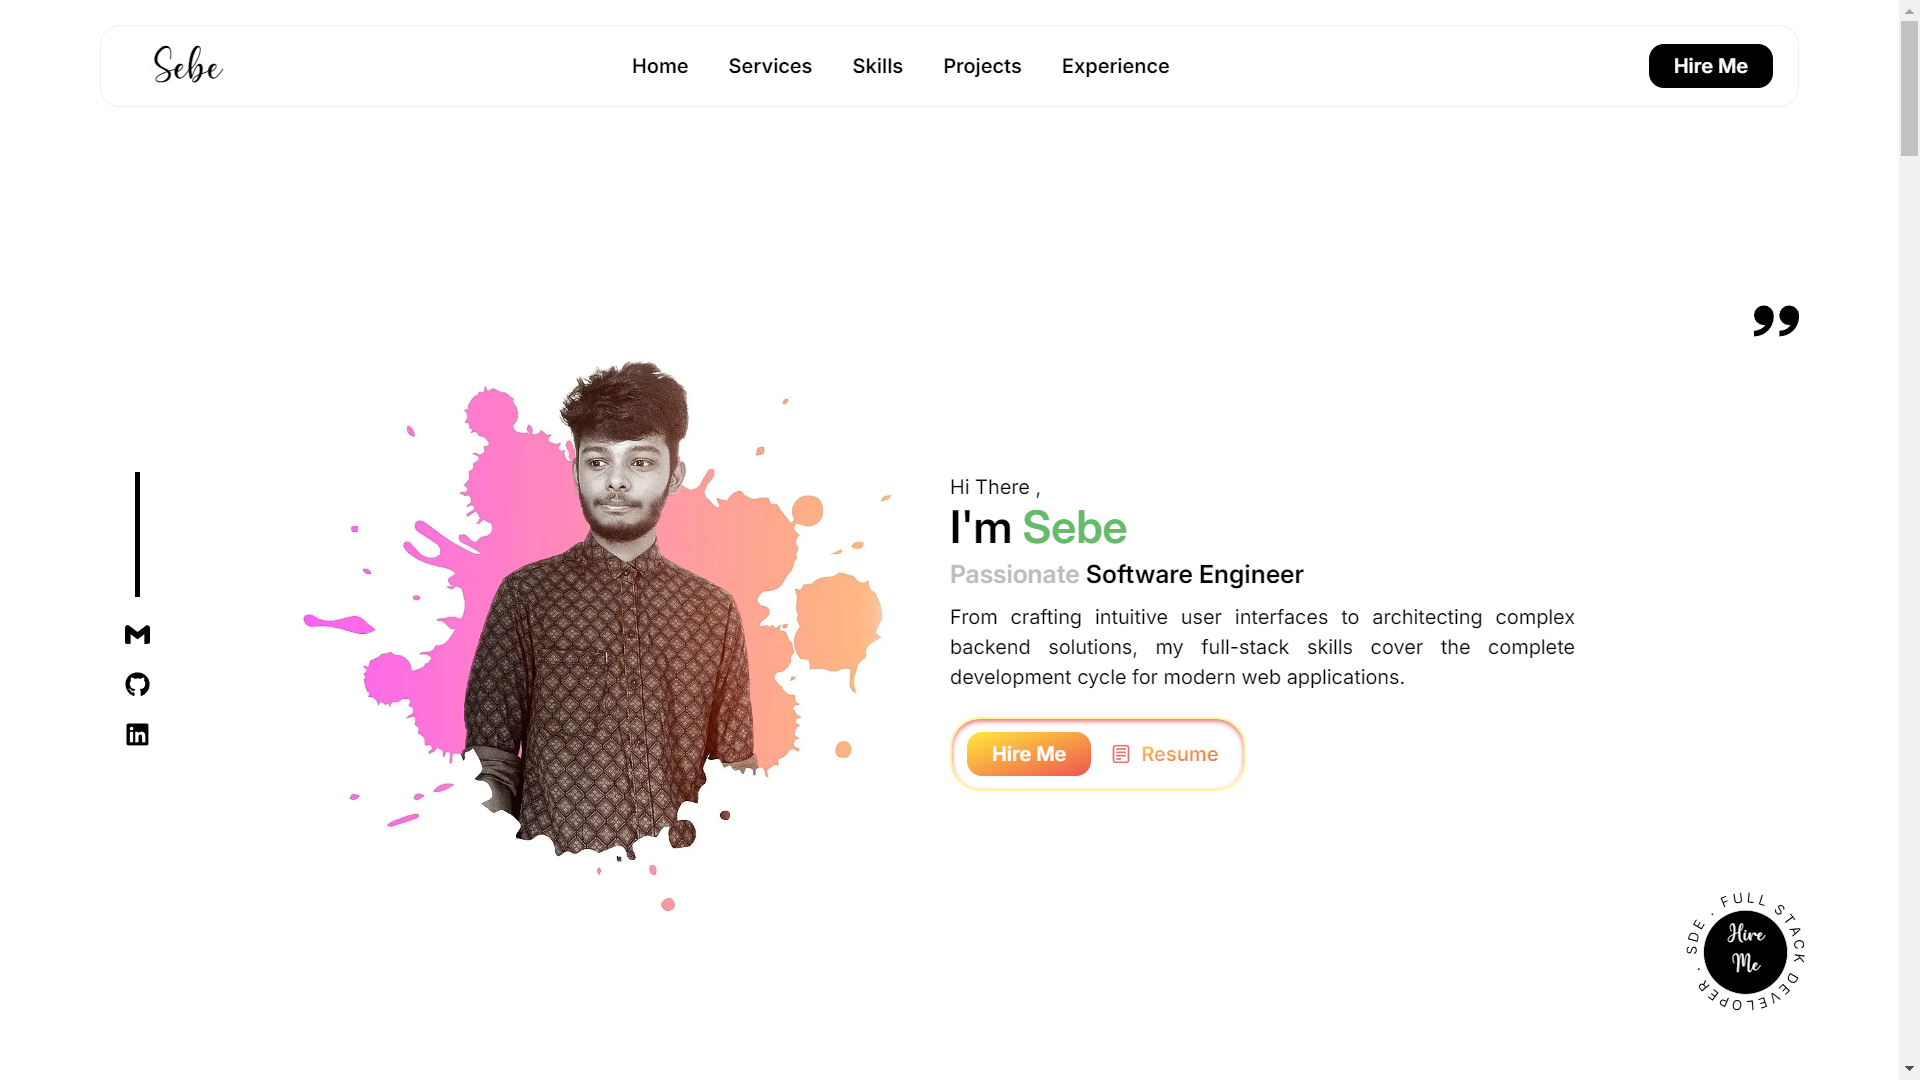 Sebe
Home Services Skills Projects Experience
Hire Me
”
Hi There ,
I'm Sebe
Passionate Software Engineer
From crafting intuitive user interfaces to architecting complex
backend solutions, my full-stack skills cover the complete
development cycle for modern web applications.
Hire Me Resume
SDE . FULL STACK DEVELOPER .
Hire
Me